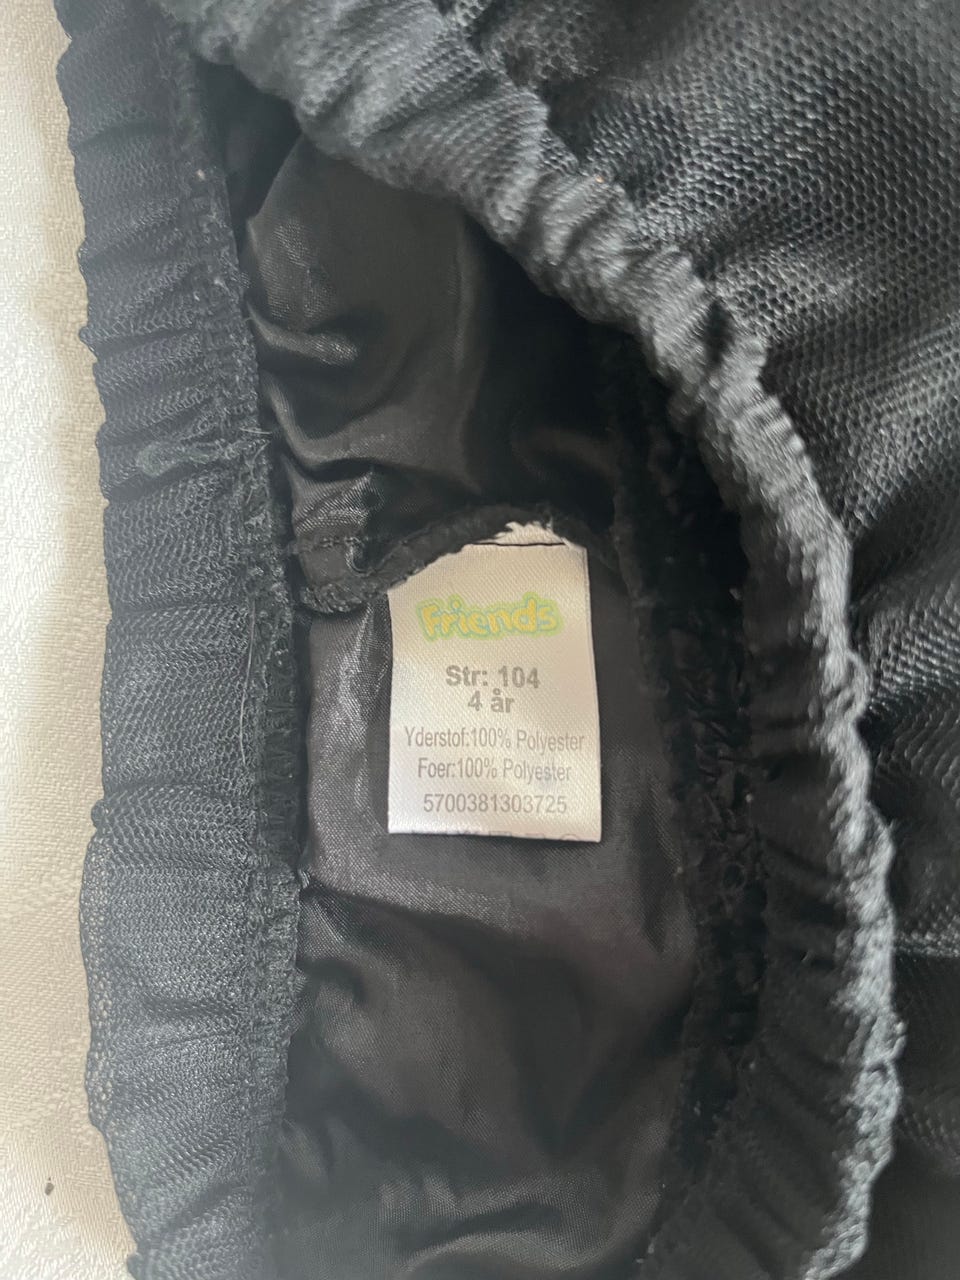 Friends
Str: 104
4 år
Yderstof:100% Polyester
Foer:100% Polyester
5700381303725